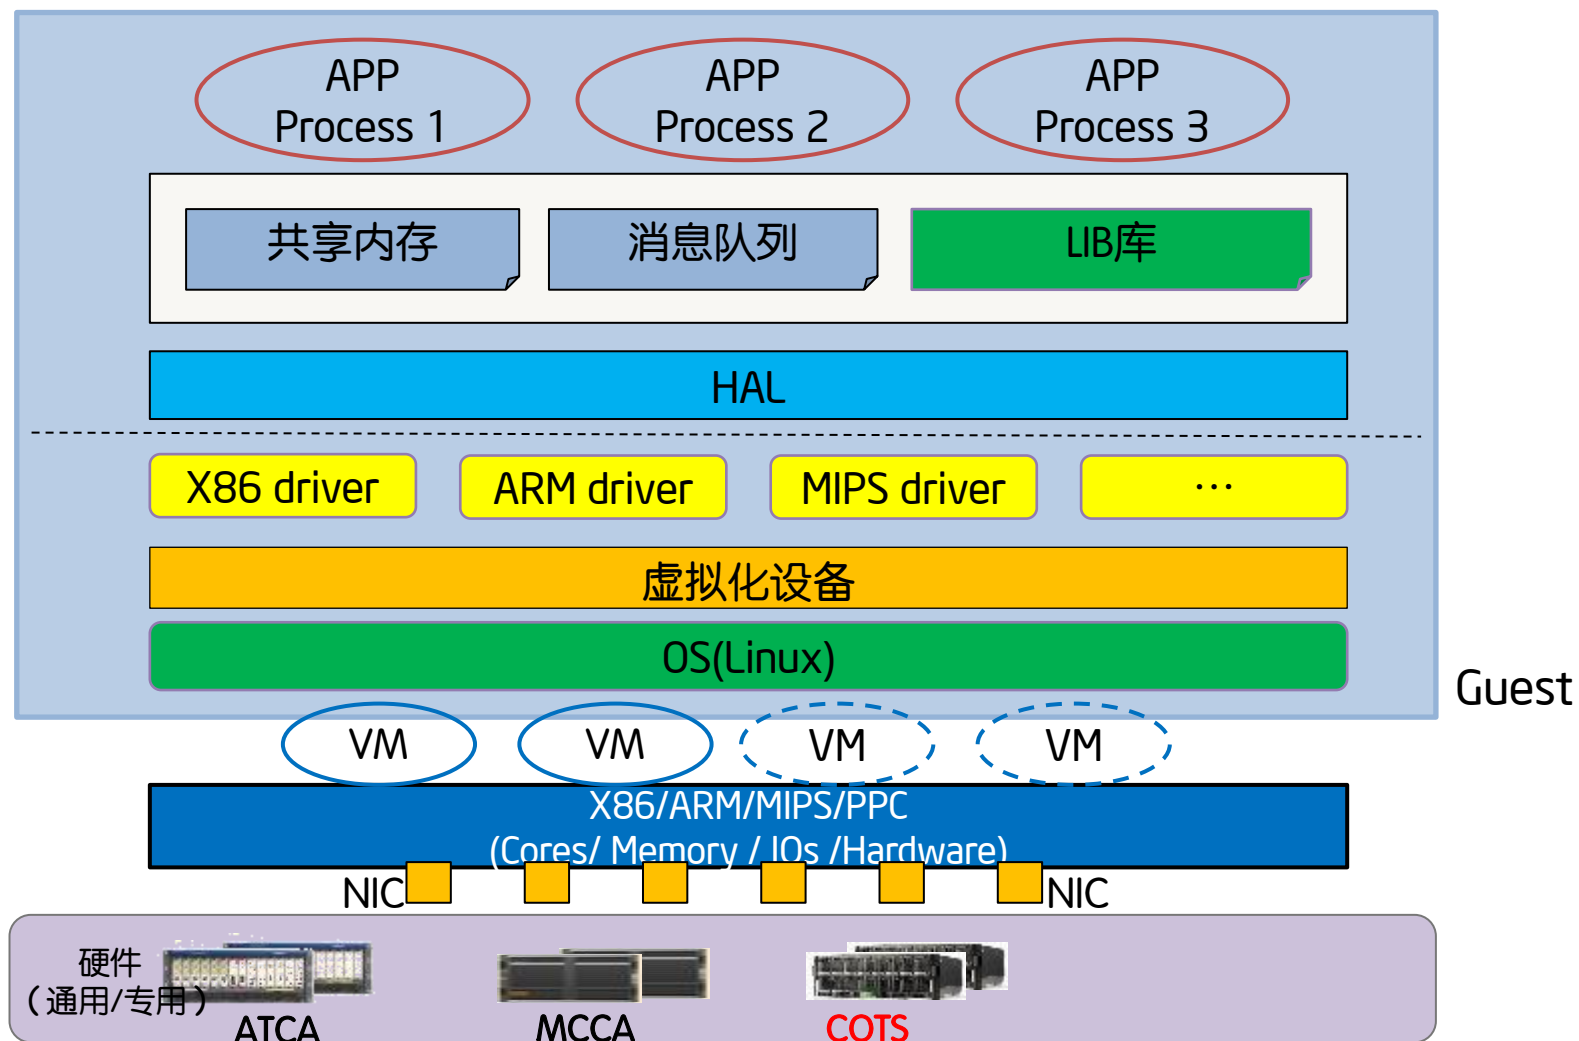 APP
Process 1
APP
Process 2
APP
Process 3
共享内存
消息队列
LIB库
HAL
X86 driver
ARM driver
MIPS driver
...
虚拟化设备
OS(Linux)
Guest
VM
VM
VM
VM
X86/ARM/MIPS/PPC
(Cores/ Memory / IOs /Hardware)
NIC
NIC
硬件
（通用/专用）
ATCA
MCCA
COTS